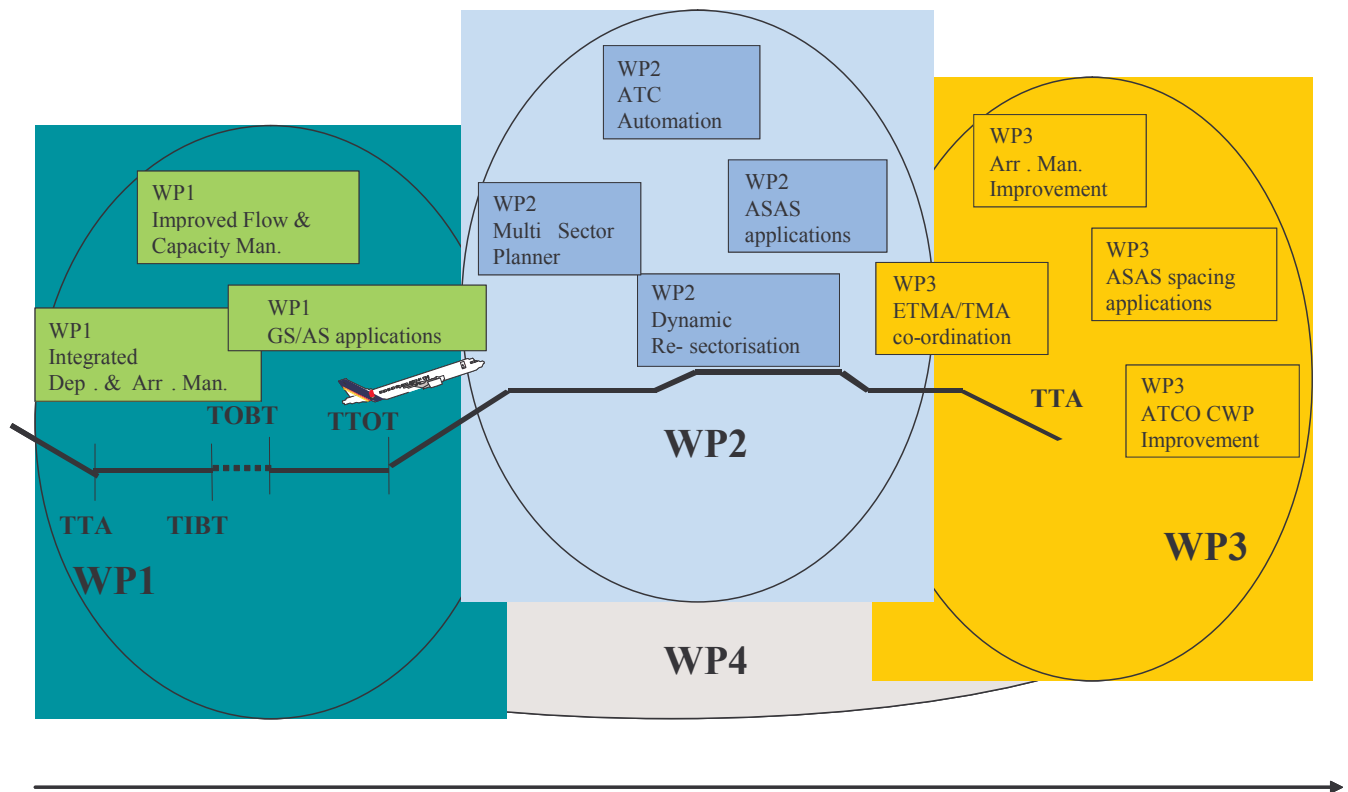 WP1
Improved Flow &
Capacity Man.
WP1
Integrated
Dep . & Arr . Man.
WP1
GS/AS applications
TOBT
TTOT
TTA
TIBT
WP1
WP2
ATC
Automation
WP2
Multi Sector
Planner
WP2
ASAS
applications
WP2
Dynamic
Re- sectorisation
WP2
WP4
WP3
Arr . Man.
Improvement
WP3
ASAS spacing
applications
WP3
ETMA/TMA
co-ordination
TTA
WP3
ATCO CWP
Improvement
WP3